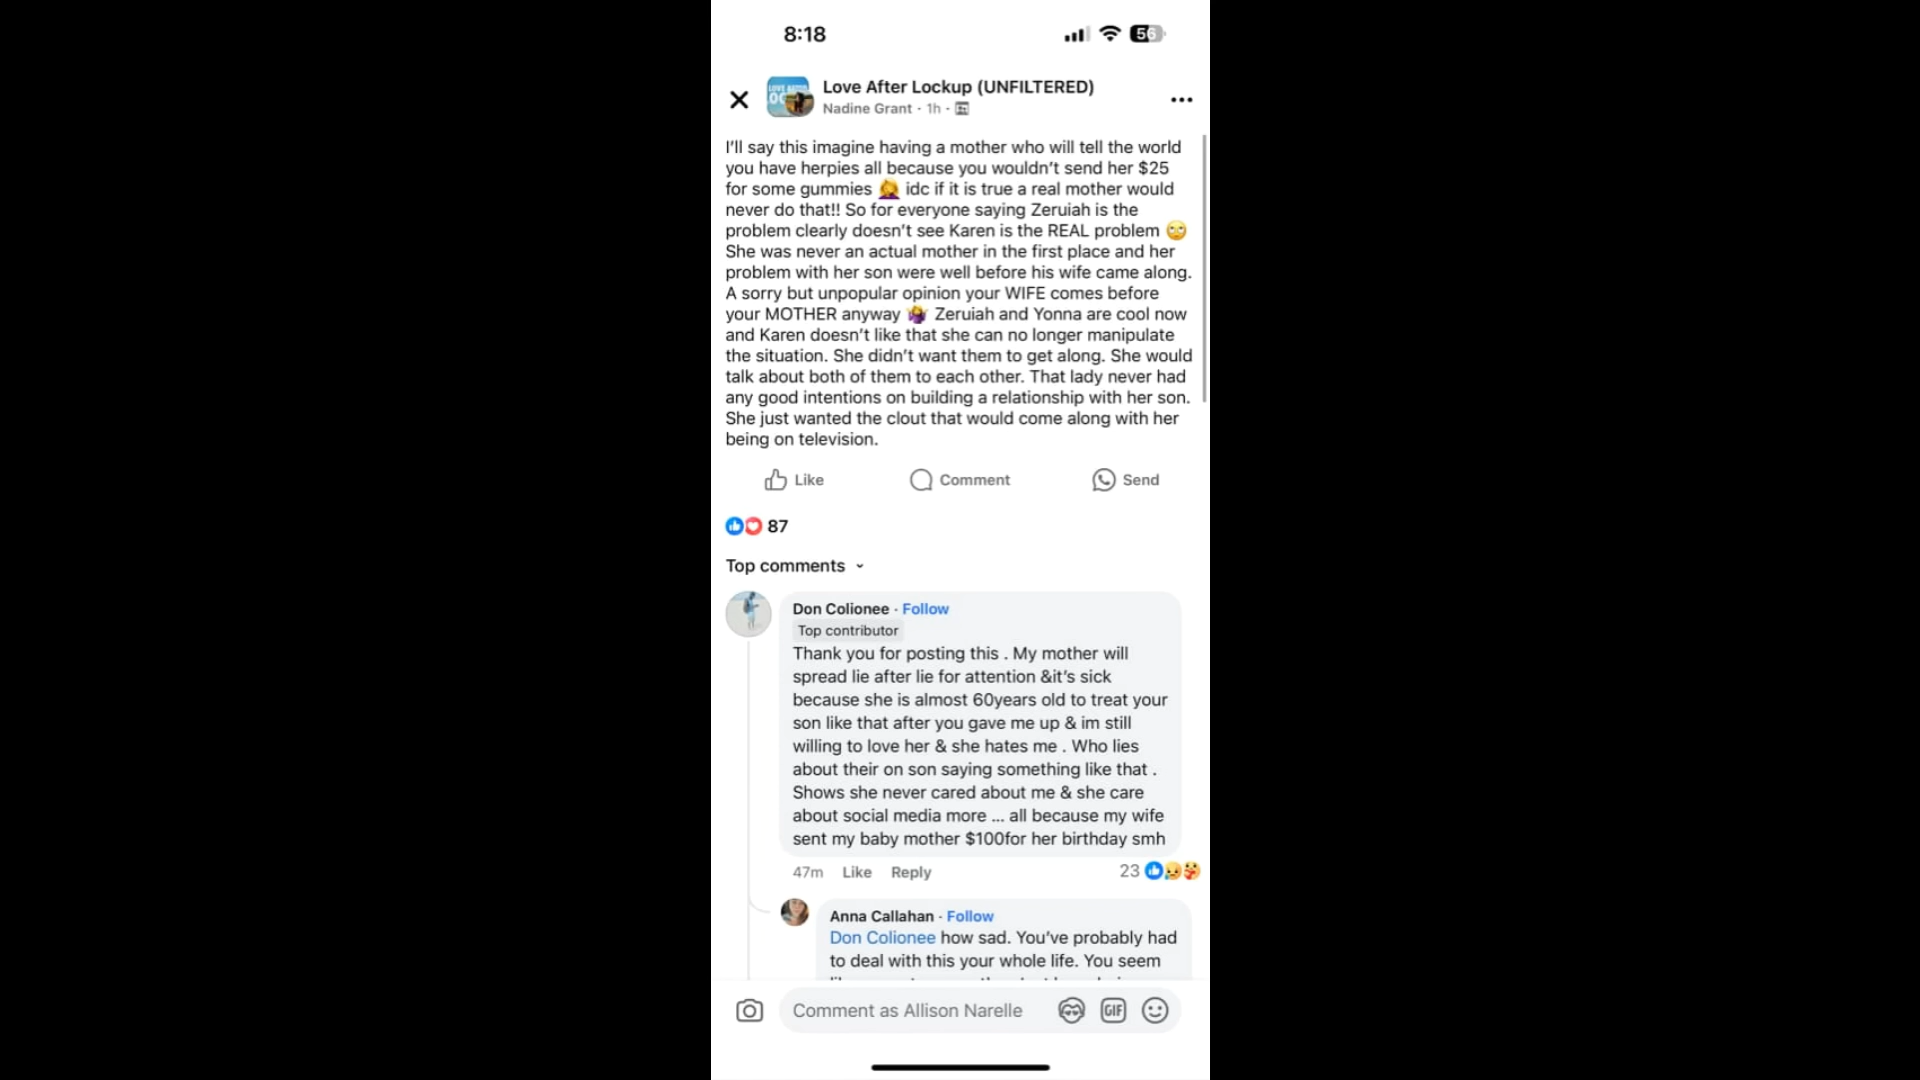 8:18
56
Love After Lockup (UNFILTERED)
Nadine Grant · 1h ·
I'll say this imagine having a mother who will tell the world
you have herpies all because you wouldn't send her $25
for some gummies 🤦‍♀️ idc if it is true a real mother would
never do that!! So for everyone saying Zeruiah is the
problem clearly doesn't see Karen is the REAL problem 🙄
She was never an actual mother in the first place and her
problem with her son were well before his wife came along.
A sorry but unpopular opinion your WIFE comes before
your MOTHER anyway 🤷‍♀️ Zeruiah and Yonna are cool now
and Karen doesn't like that she can no longer manipulate
the situation. She didn't want them to get along. She would
talk about both of them to each other. That lady never had
any good intentions on building a relationship with her son.
She just wanted the clout that would come along with her
being on television.
Like Comment Send
87
Top comments
Don Colionee · Follow
Top contributor
Thank you for posting this . My mother will
spread lie after lie for attention &it's sick
because she is almost 60years old to treat your
son like that after you gave me up & im still
willing to love her & she hates me . Who lies
about their on son saying something like that .
Shows she never cared about me & she care
about social media more ... all because my wife
sent my baby mother $100for her birthday smh
47m Like Reply 23
Anna Callahan · Follow
Don Colionee how sad. You've probably had
to deal with this your whole life. You seem
Comment as Allison Narelle GIF